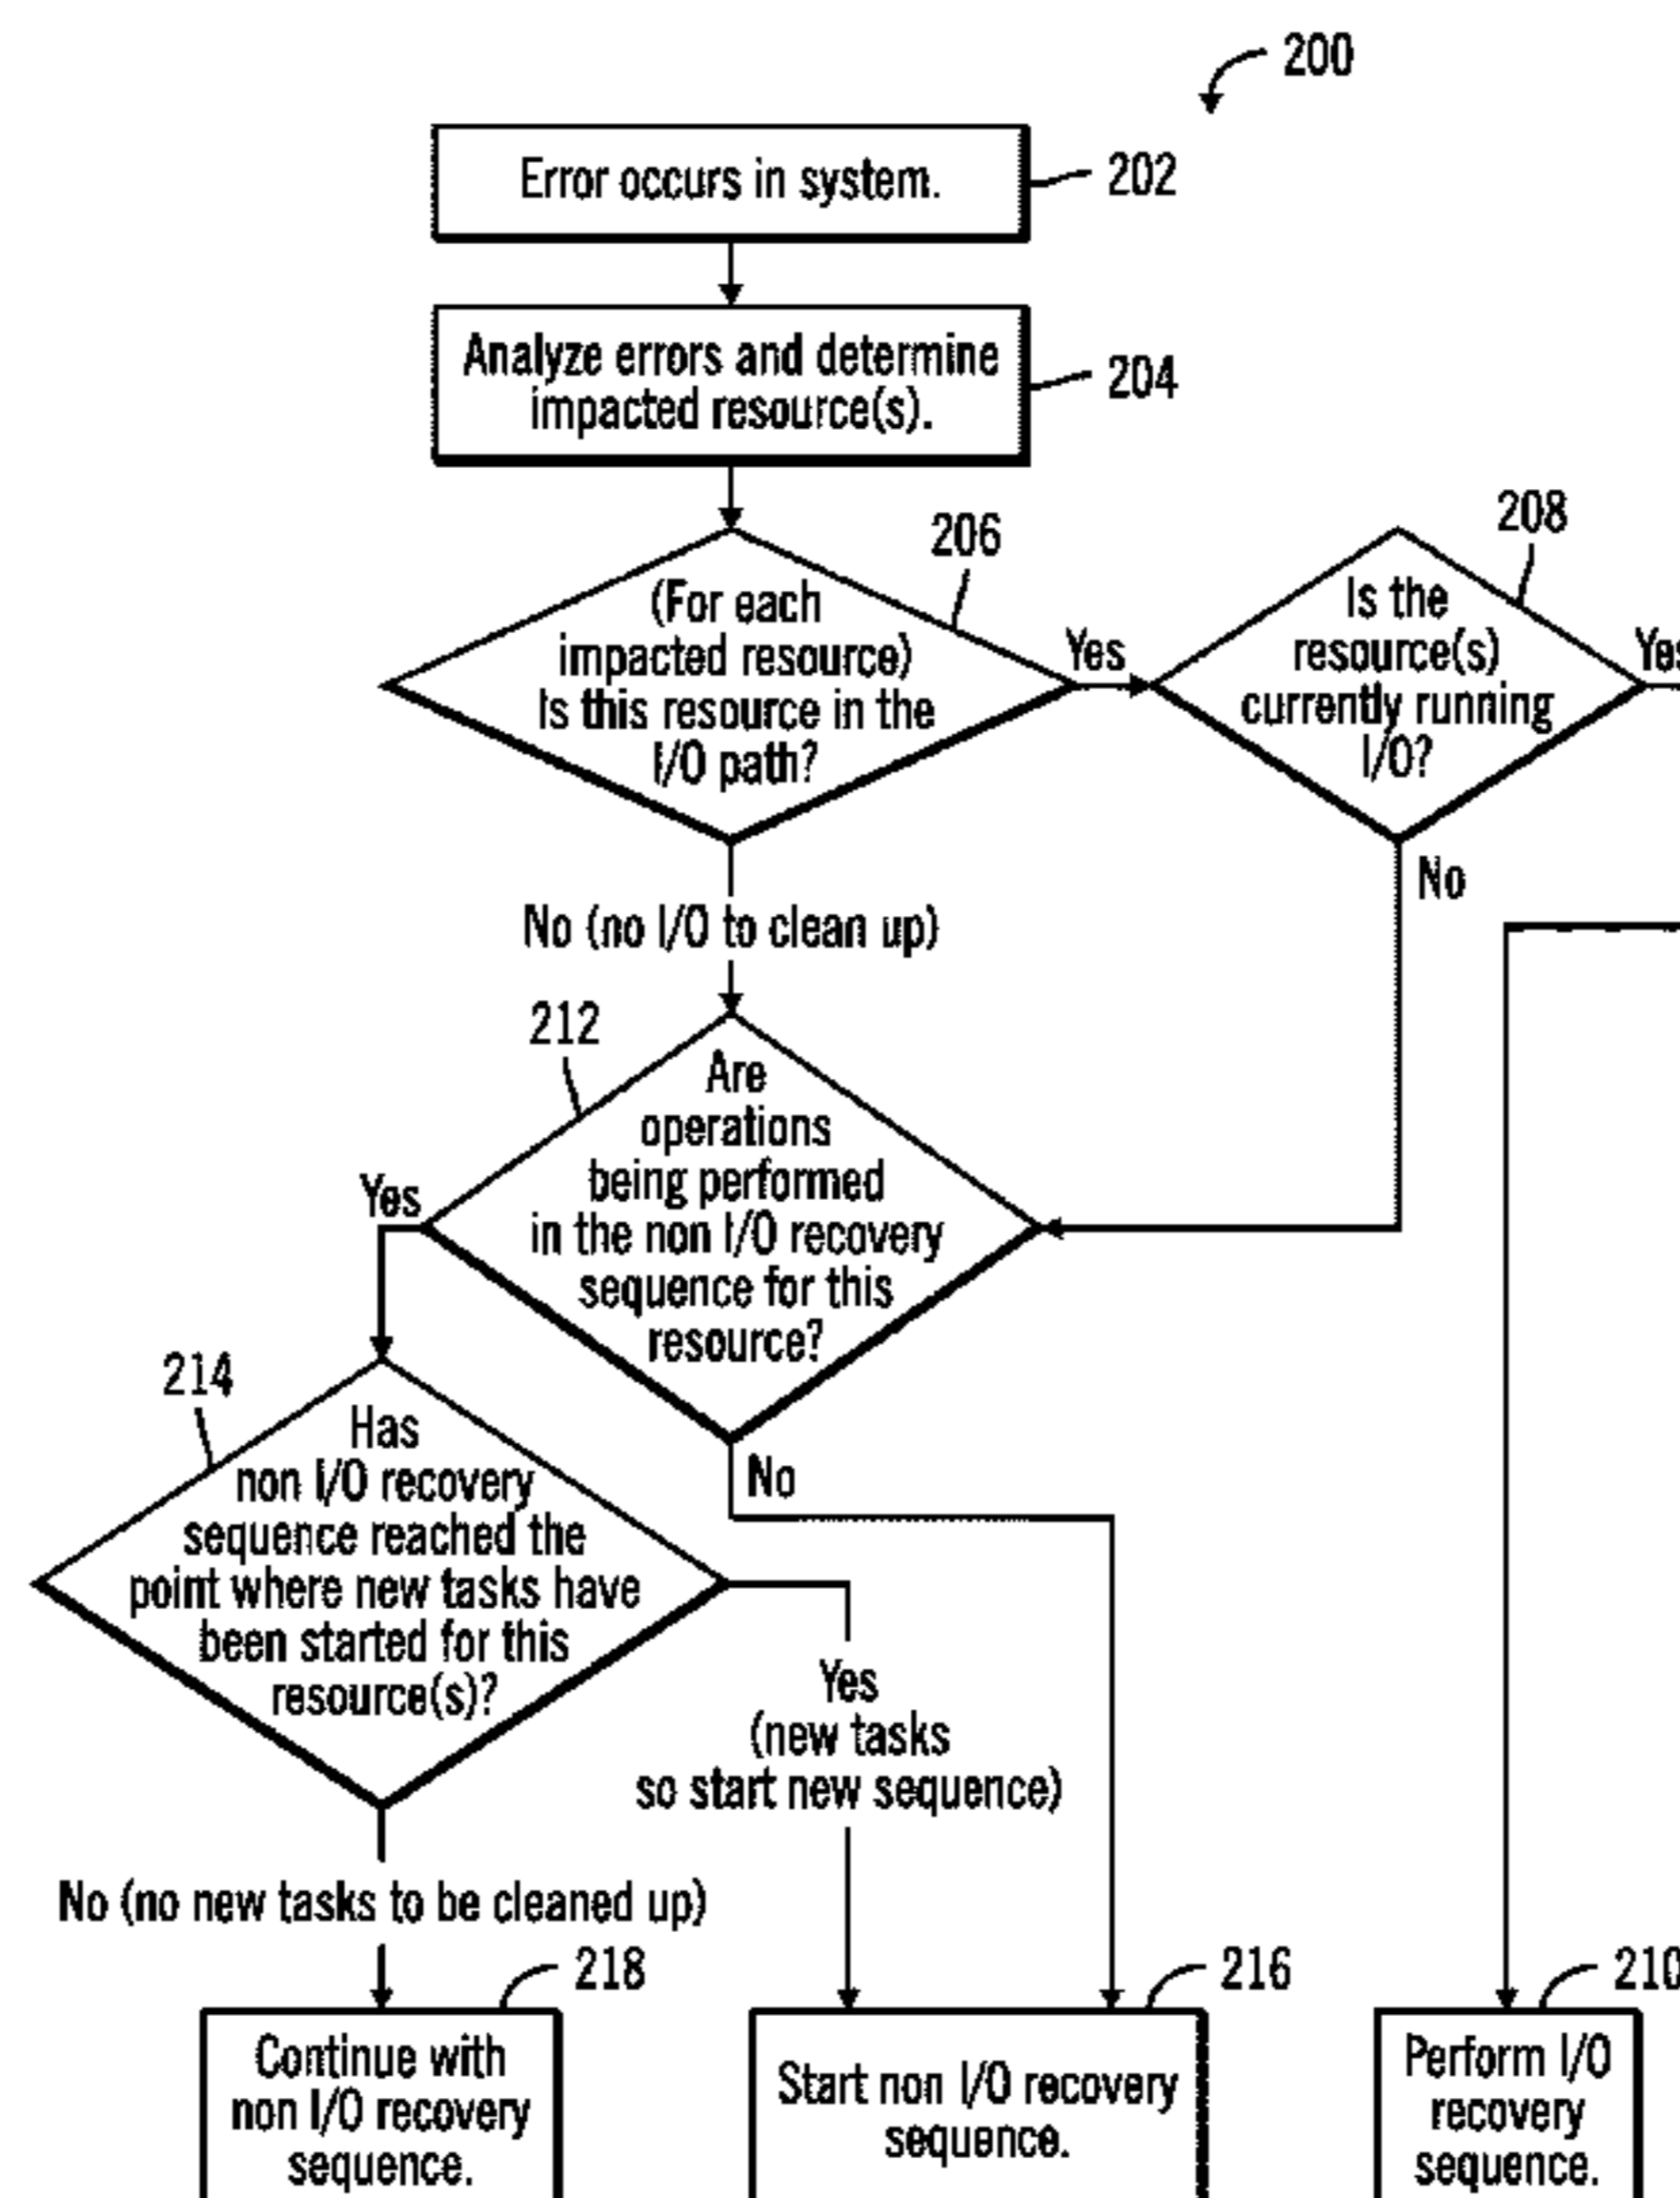 200
Error occurs in system.
202
Analyze errors and determine
impacted resource(s).
204
206
(For each
impacted resource)
Is this resource in the
I/O path?
Yes
208
Is the
resource(s)
currently running
I/O?
Yes
No
No (no I/O to clean up)
212
Are
operations
being performed
in the non I/O recovery
sequence for this
resource?
Yes
No
214
Has
non I/O recovery
sequence reached the
point where new tasks have
been started for this
resource(s)?
Yes
(new tasks
so start new sequence)
No (no new tasks to be cleaned up)
218
Continue with
non I/O recovery
sequence.
216
Start non I/O recovery
sequence.
210
Perform I/O
recovery
sequence.